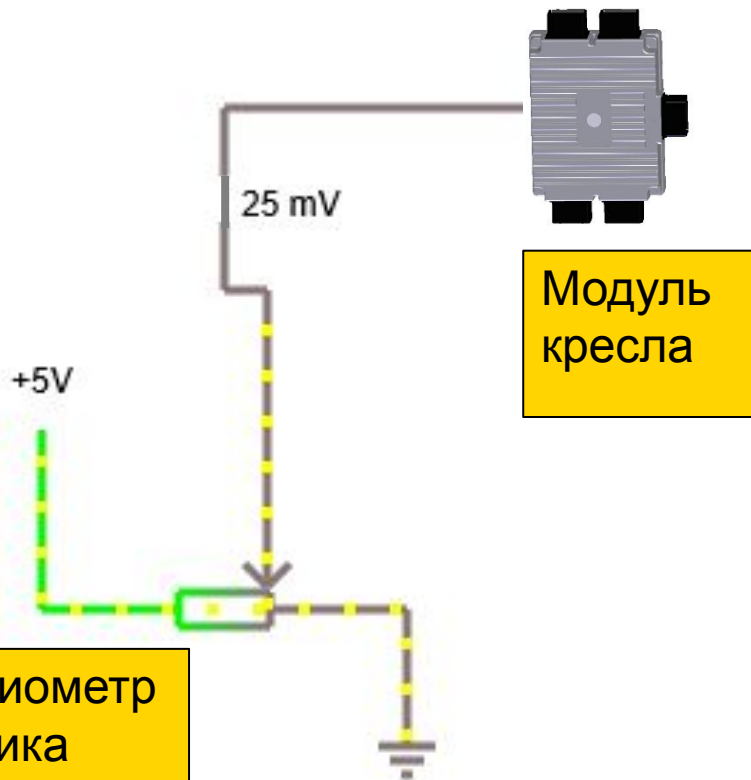 25 mV
Модуль
кресла
+5V
иометр
ика